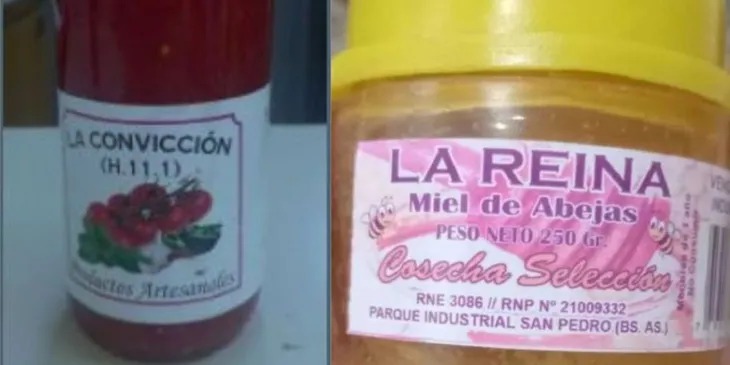 LA CONVICCIÓN
(H.11,1)
Productos Artesanales
LA REINA
Miel de Abejas
PESO NETO 250 Gr.
Cosecha Selección
RNE 3086 // RNP Nº 21009332
PARQUE INDUSTRIAL SAN PEDRO (BS. AS.)